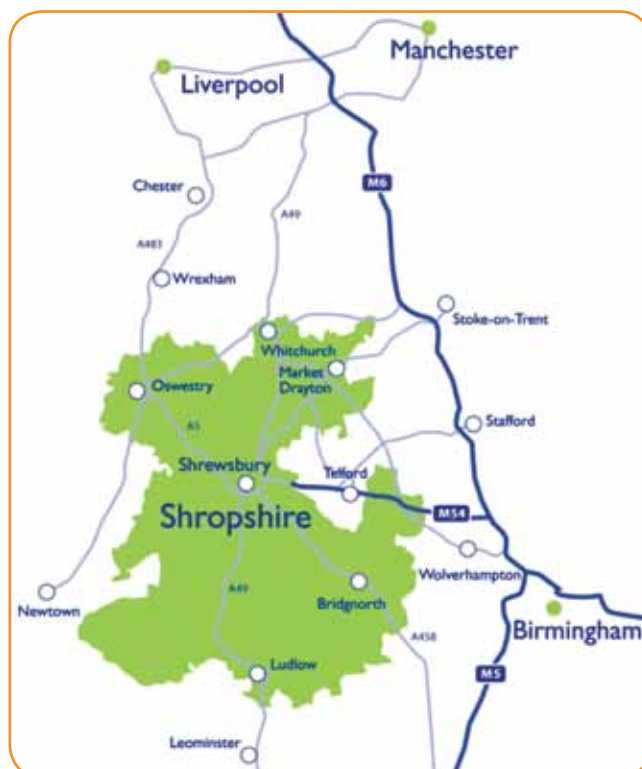 Manchester
Liverpool
M6
Chester
A49
A483
Wrexham
Stoke-on-Trent
Whitchurch
Market
Drayton
Oswestry
Stafford
A5
Shrewsbury
Telford
Shropshire
M54
Wolverhampton
A49
Bridgnorth
Newtown
Birmingham
A458
Ludlow
M5
Leominster